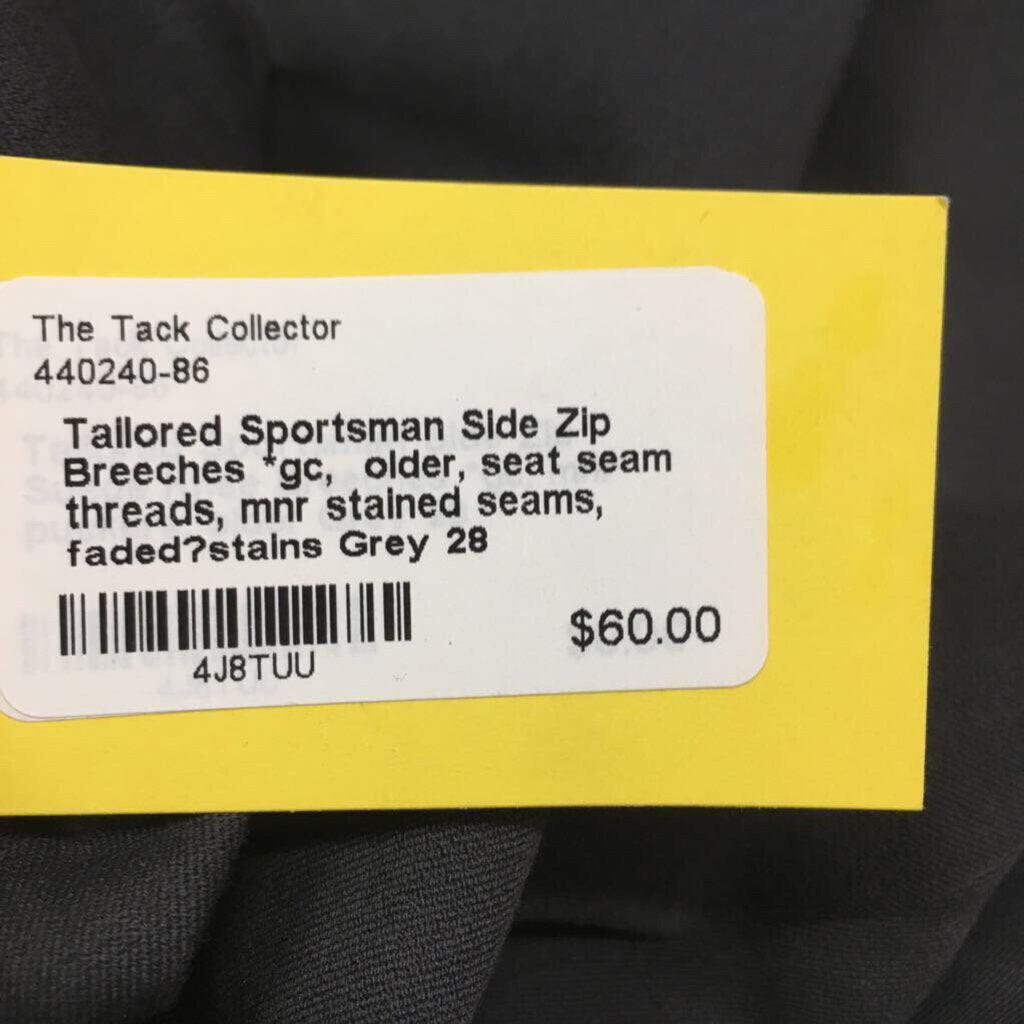 The Tack Collector
440240-86
Tailored Sportsman Side Zip
Breeches *gc, older, seat seam
threads, mnr stained seams,
faded?stains Grey 28
4J8TUU
$60.00